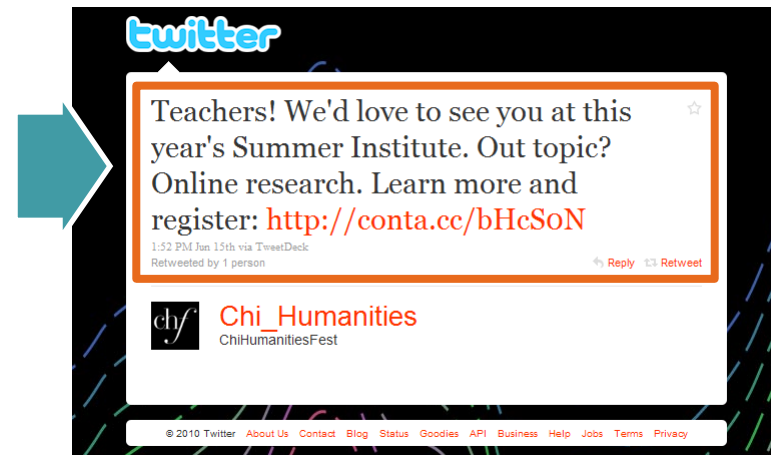 twitter
Teachers! We'd love to see you at this
year's Summer Institute. Out topic?
Online research. Learn more and
register: http://conta.cc/bHcSoN
1:52 PM Jun 15th via TweetDeck
Retweeted by 1 person
Reply Retweet
chf
Chi_Humanities
ChiHumanitiesFest
© 2010 Twitter About Us Contact Blog Status Goodies API Business Help Jobs Terms Privacy